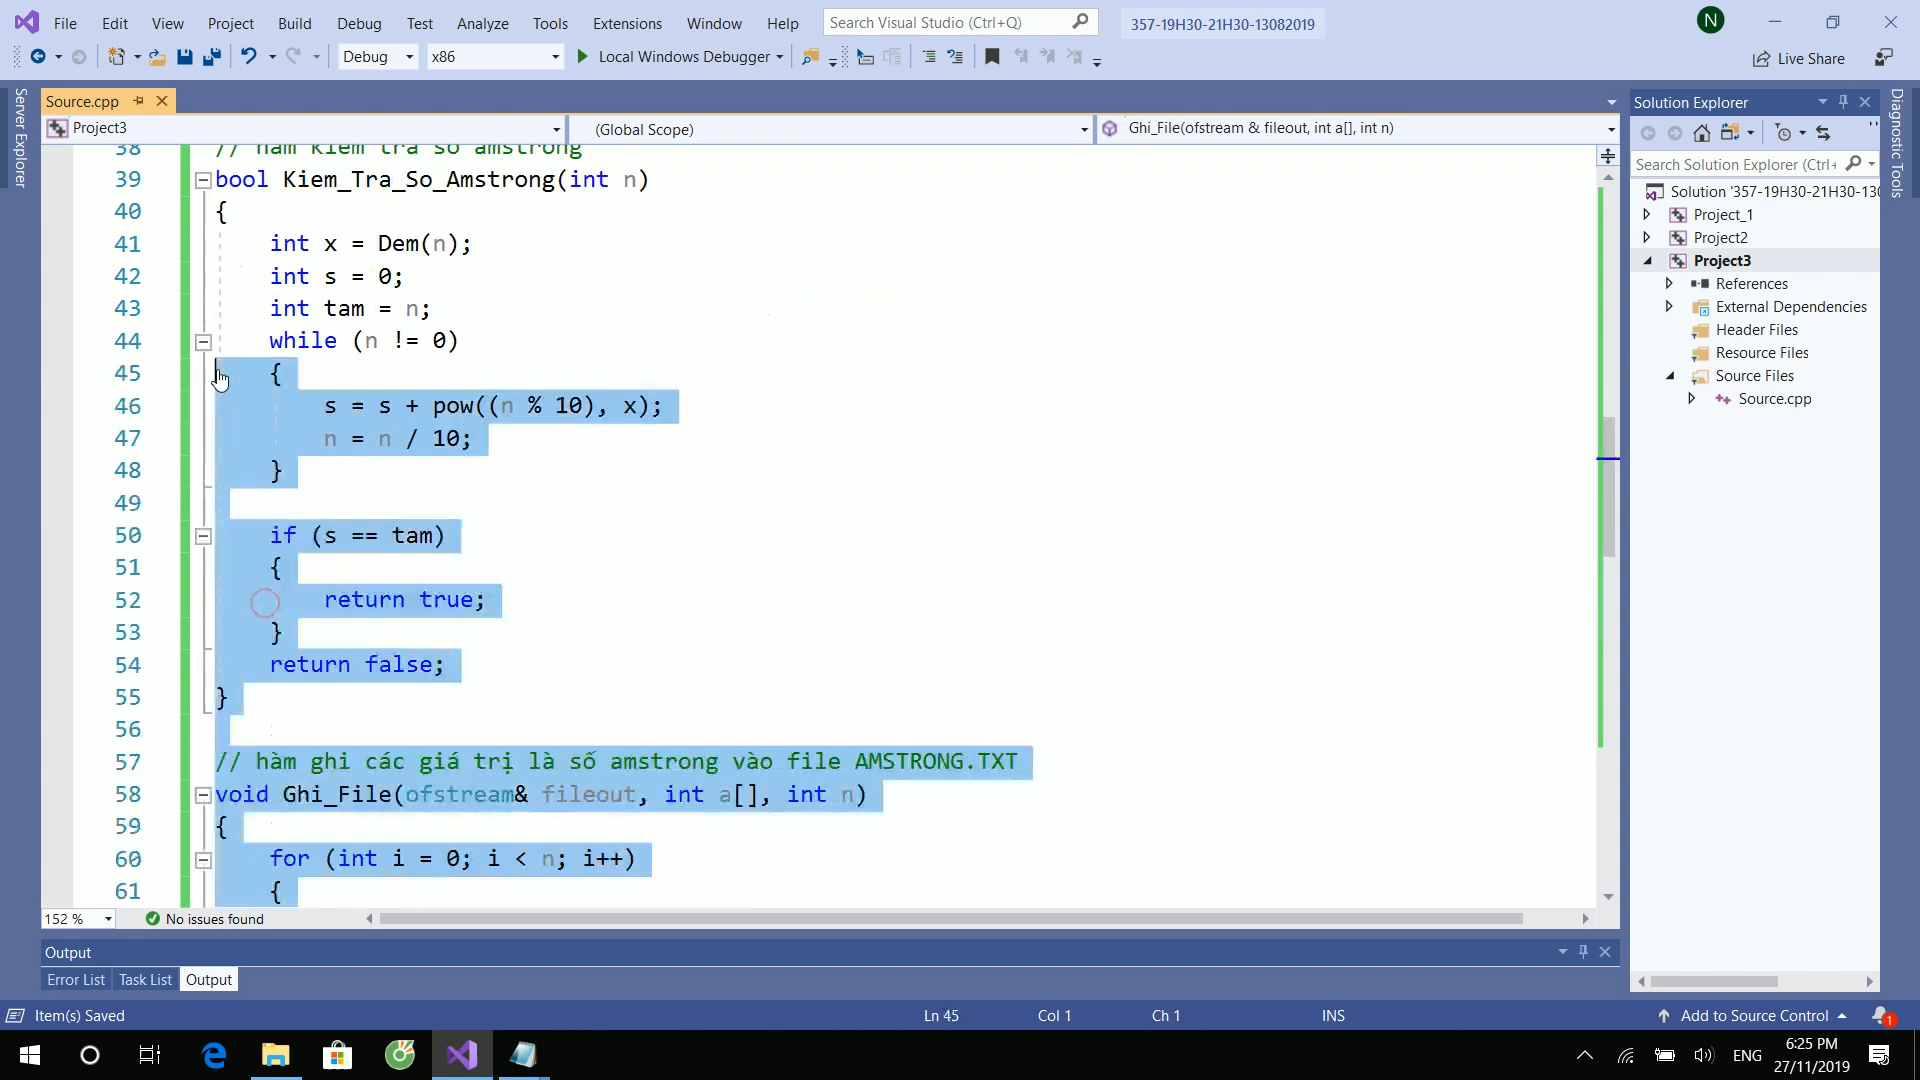 File Edit View Project Build Debug Test Analyze Tools Extensions Window Help Search Visual Studio (Ctrl+Q) 357-19H30-21H30-13082019 N
Debug x86 Local Windows Debugger Live Share
Server Explorer
Source.cpp
Project3 (Global Scope) Ghi_File(ofstream & fileout, int a[], int n)
38 // hàm kiểm tra số amstrong
39 bool Kiem_Tra_So_Amstrong(int n)
40 {
41 int x = Dem(n);
42 int s = 0;
43 int tam = n;
44 while (n != 0)
45 {
46 s = s + pow((n % 10), x);
47 n = n / 10;
48 }
49
50 if (s == tam)
51 {
52 return true;
53 }
54 return false;
55 }
56
57 // hàm ghi các giá trị là số amstrong vào file AMSTRONG.TXT
58 void Ghi_File(ofstream& fileout, int a[], int n)
59 {
60 for (int i = 0; i < n; i++)
61 {
152 % No issues found
Solution Explorer
Search Solution Explorer (Ctrl+
Solution '357-19H30-21H30-130
Project_1
Project2
Project3
References
External Dependencies
Header Files
Resource Files
Source Files
Source.cpp
Diagnostic Tools
Output
Error List Task List Output
Item(s) Saved Ln 45 Col 1 Ch 1 INS Add to Source Control 1
ENG 6:25 PM
27/11/2019